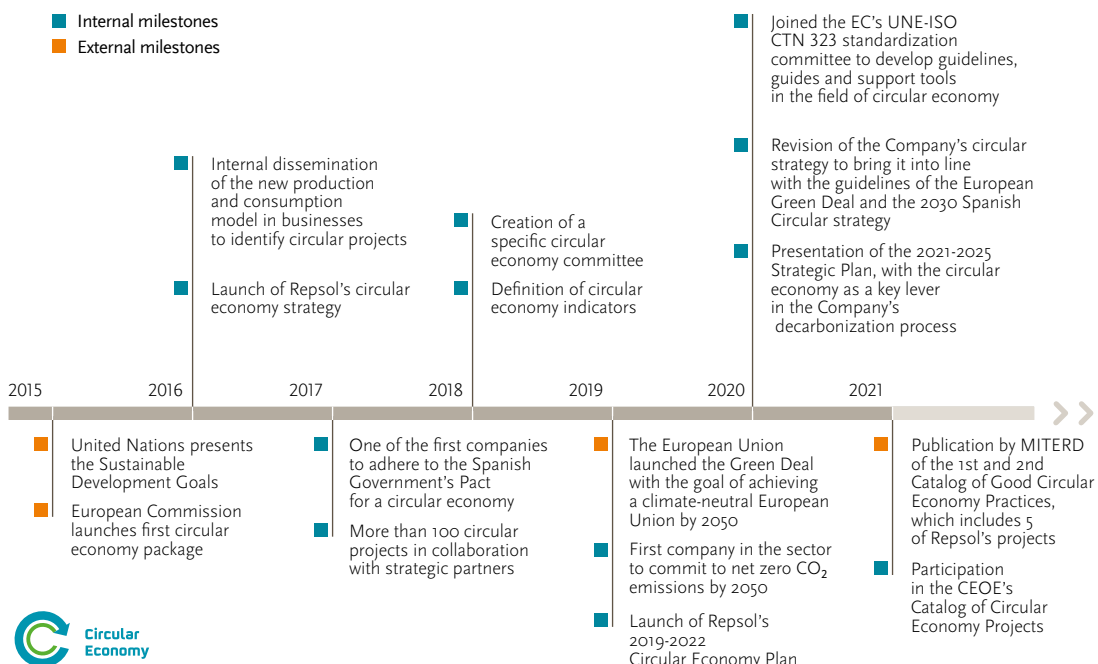 Internal milestones
External milestones
Joined the EC's UNE-ISO
CTN 323 standardization
committee to develop guidelines,
guides and support tools
in the field of circular economy
Internal dissemination
of the new production
and consumption
model in businesses
to identify circular projects
Launch of Repsol's circular
economy strategy
Creation of a
specific circular
economy committee
Definition of circular
economy indicators
Revision of the Company's circular
strategy to bring it into line
with the guidelines of the European
Green Deal and the 2030 Spanish
Circular strategy
Presentation of the 2021-2025
Strategic Plan, with the circular
economy as a key lever
in the Company's
decarbonization process
2015
2016
2017
2018
2019
2020
2021
United Nations presents
the Sustainable
Development Goals
European Commission
launches first circular
economy package
One of the first companies
to adhere to the Spanish
Government's Pact
for a circular economy
More than 100 circular
projects in collaboration
with strategic partners
The European Union
launched the Green Deal
with the goal of achieving
a climate-neutral European
Union by 2050
First company in the sector
to commit to net zero CO₂
emissions by 2050
Launch of Repsol's
2019-2022
Circular Economy Plan
Publication by MITERD
of the 1st and 2nd
Catalog of Good Circular
Economy Practices,
which includes 5
of Repsol's projects
Participation
in the CEOE's
Catalog of Circular
Economy Projects
Circular
Economy